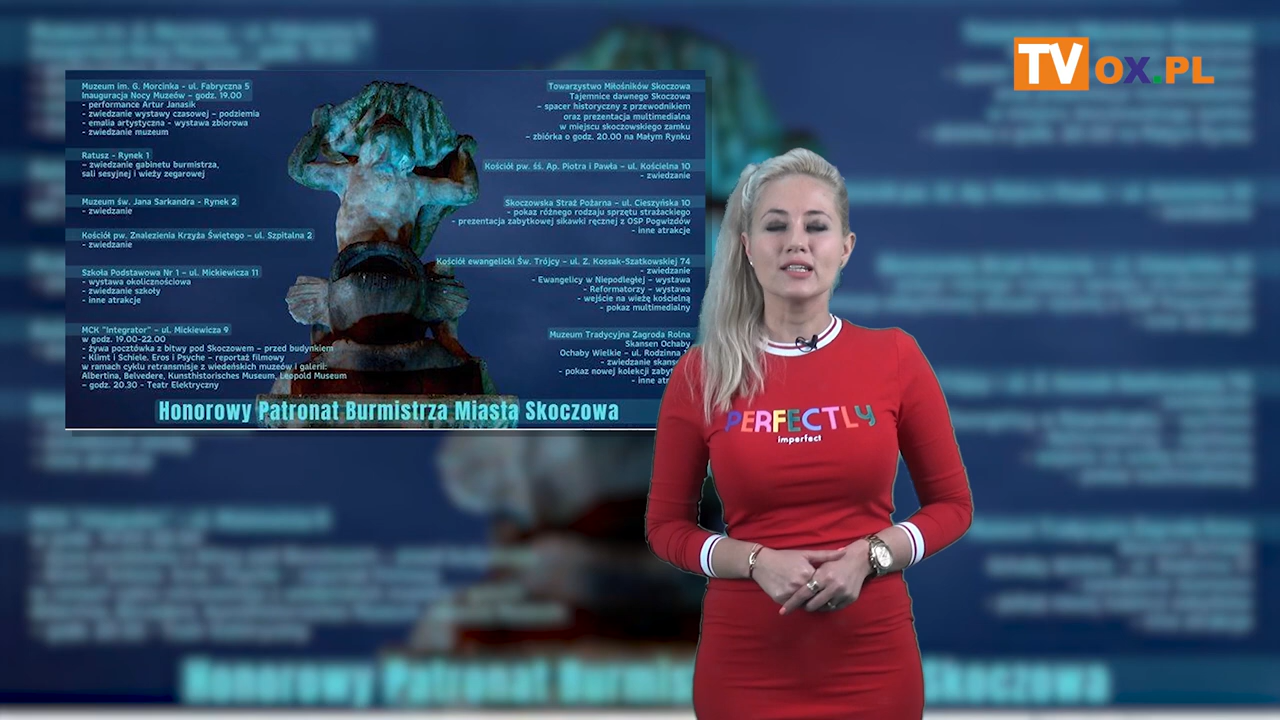 TVOX.PL
Muzeum im. G. Morcinka - ul. Fabryczna 5
Inauguracja Nocy Muzeów - godz. 19.00
- performance Artur Janasik
- zwiedzanie wystawy czasowej - podziemia
- emalia artystyczna - wystawa zbiorowa
- zwiedzanie muzeum
Ratusz - Rynek 1
- zwiedzanie gabinetu burmistrza,
sali sesyjnej i wieży zegarowej
Muzeum św. Jana Sarkandra - Rynek 2
- zwiedzanie
Kościół pw. Znalezienia Krzyża Świętego - ul. Szpitalna 2
- zwiedzanie
Szkoła Podstawowa Nr 1 - ul. Mickiewicza 11
- wystawa okolicznościowa
- zwiedzanie szkoły
- inne atrakcje
MCK "Integrator" - ul. Mickiewicza 9
w godz. 19.00-22.00
- żywa pocztówka z bitwy pod Skoczowem - przed budynkiem
- Klimt i Schiele. Eros i Psyche - reportaż filmowy
w ramach cyklu retransmisje z wiedeńskich muzeów i galerii:
Albertina, Belvedere, Kunsthistorisches Museum, Leopold Museum
- godz. 20.30 - Teatr Elektryczny
Towarzystwo Miłośników Skoczowa
Tajemnice dawnego Skoczowa
- spacer historyczny z przewodnikiem
oraz prezentacja multimedialna
w miejscu skoczowskiego zamku
- zbiórka o godz. 20.00 na Małym Rynku
Kościół pw. śś. Ap. Piotra i Pawła - ul. Kościelna 10
- zwiedzanie
Skoczowska Straż Pożarna - ul. Cieszyńska 10
- pokaz różnego rodzaju sprzętu strażackiego
- prezentacja zabytkowej sikawki ręcznej z OSP Pogwizdów
- inne atrakcje
Kościół ewangelicki Św. Trójcy - ul. Z. Kossak-Szatkowskiej 74
- zwiedzanie
- Ewangelicy w Niepodległej - wystawa
- Reformatorzy - wystawa
- wejście na wieżę kościelną
- pokaz multimedialny
Muzeum Tradycyjna Zagroda Rolna
Skansen Ochaby
Ochaby Wielkie - ul. Rodzinna
- zwiedzanie
- pokaz nowej kolekcji
- inne
Honorowy Patronat Burmistrza Miasta Skoczowa
PERFECTLY
imperfect